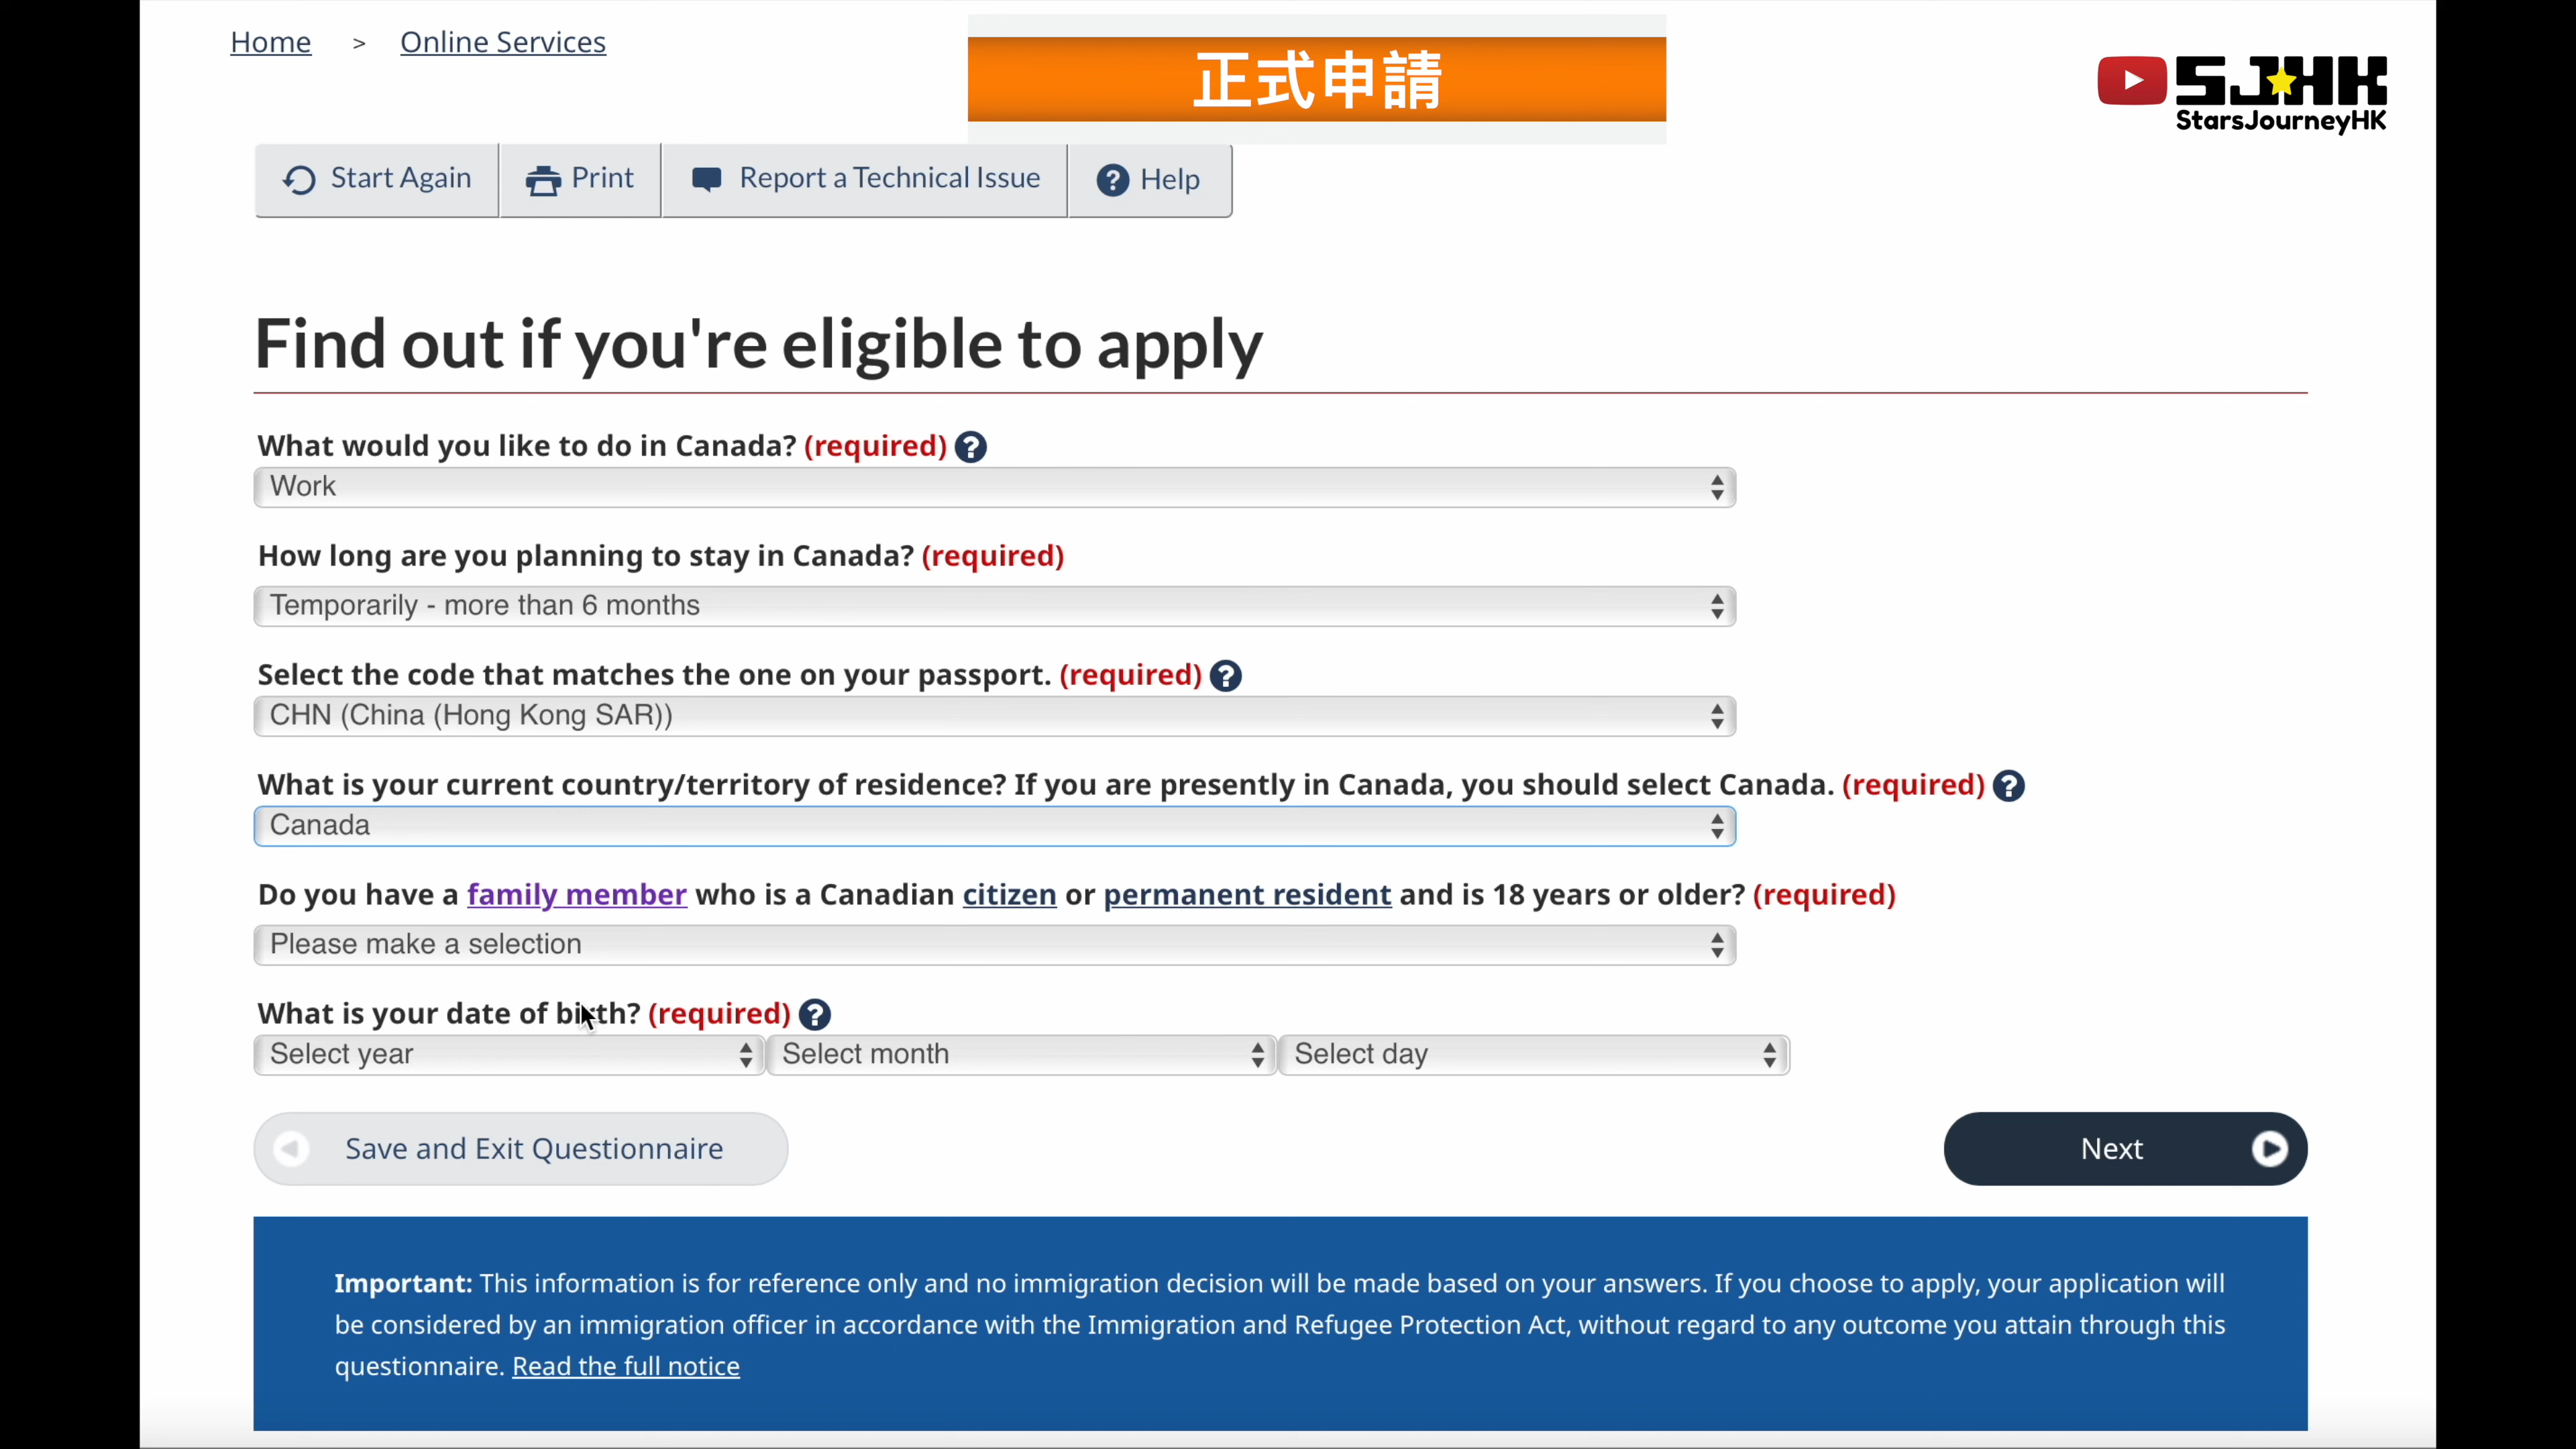 Home > Online Services
正式申請
SJHK
StarsJourneyHK
Start Again
Print
Report a Technical Issue
Help
Find out if you're eligible to apply
What would you like to do in Canada? (required)
Work
How long are you planning to stay in Canada? (required)
Temporarily - more than 6 months
Select the code that matches the one on your passport. (required)
CHN (China (Hong Kong SAR))
What is your current country/territory of residence? If you are presently in Canada, you should select Canada. (required)
Canada
Do you have a family member who is a Canadian citizen or permanent resident and is 18 years or older? (required)
Please make a selection
What is your date of birth? (required)
Select year Select month Select day
Save and Exit Questionnaire
Next
Important: This information is for reference only and no immigration decision will be made based on your answers. If you choose to apply, your application will
be considered by an immigration officer in accordance with the Immigration and Refugee Protection Act, without regard to any outcome you attain through this
questionnaire. Read the full notice